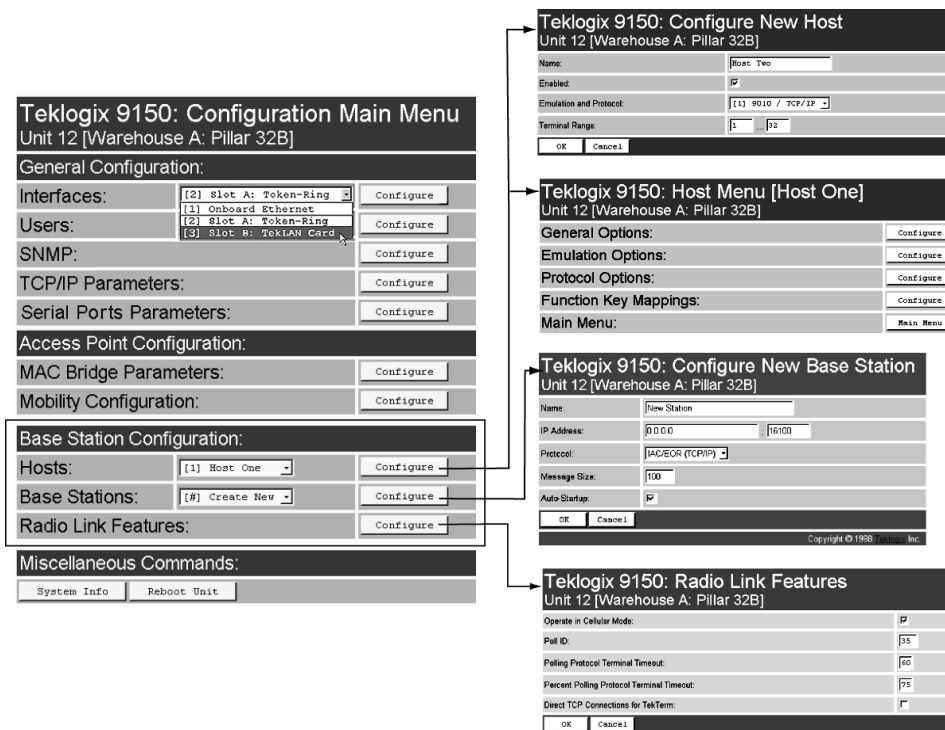 Teklogix 9150: Configuration Main Menu
Unit 12 [Warehouse A: Pillar 32B]
General Configuration:
Interfaces: [2] Slot A: Token-Ring Configure
[1] Onboard Ethernet
[2] Slot A: Token-Ring
[3] Slot B: TekLAN Card
Users: Configure
SNMP: Configure
TCP/IP Parameters: Configure
Serial Ports Parameters: Configure
Access Point Configuration:
MAC Bridge Parameters: Configure
Mobility Configuration: Configure
Base Station Configuration:
Hosts: [1] Host One Configure
Base Stations: [#] Create New Configure
Radio Link Features: Configure
Miscellaneous Commands:
System Info Reboot Unit
Teklogix 9150: Configure New Host
Unit 12 [Warehouse A: Pillar 32B]
Name: Host Two
Enabled:
Emulation and Protocol: [1] 9010 / TCP/IP
Terminal Range: 1 ... 32
OK Cancel
Teklogix 9150: Host Menu [Host One]
Unit 12 [Warehouse A: Pillar 32B]
General Options: Configure
Emulation Options: Configure
Protocol Options: Configure
Function Key Mappings: Configure
Main Menu: Main Menu
Teklogix 9150: Configure New Base Station
Unit 12 [Warehouse A: Pillar 32B]
Name: New Station
IP Address: 0.0.0.0 : 16100
Protocol: IAC/EOR (TCP/IP)
Message Size: 100
Auto-Startup:
OK Cancel
Copyright © 1998 Teklogix Inc.
Teklogix 9150: Radio Link Features
Unit 12 [Warehouse A: Pillar 32B]
Operate in Cellular Mode:
Poll ID: 35
Polling Protocol Terminal Timeout: 60
Percent Polling Protocol Terminal Timeout: 75
Direct TCP Connections for TekTerm:
OK Cancel